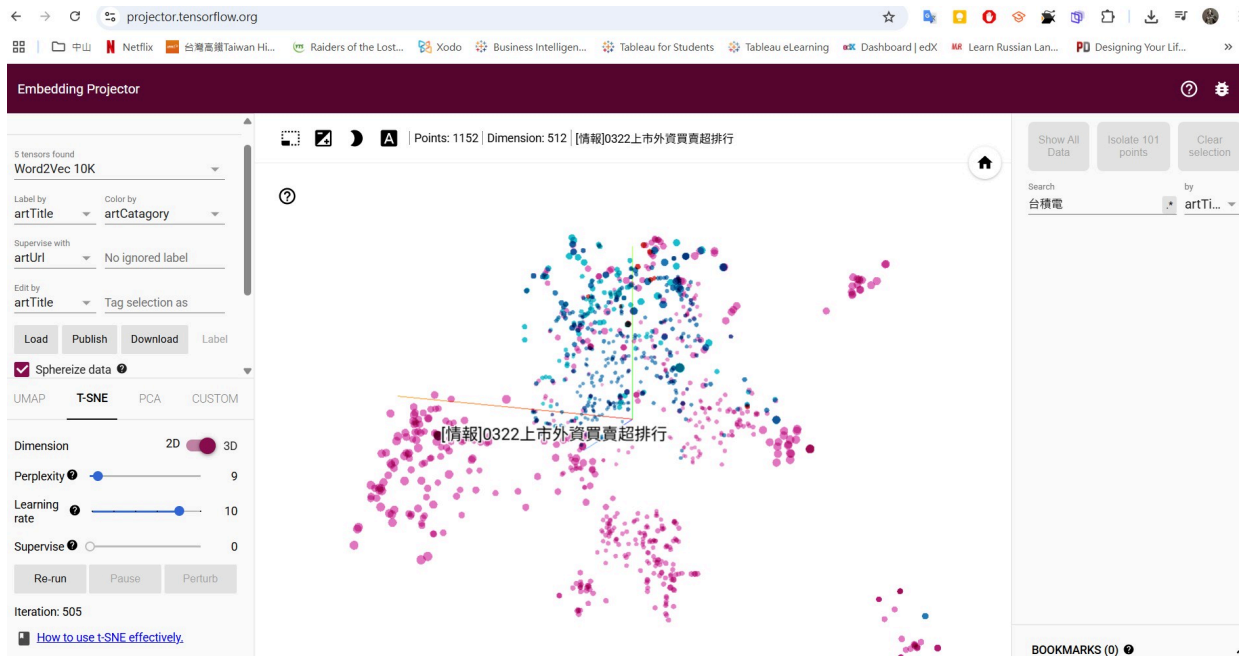 projector.tensorflow.org
中山
Netflix
台灣高鐵Taiwan Hi...
Raiders of the Lost...
Xodo
Business Intelligen...
Tableau for Students
Tableau eLearning
edX Dashboard | edX
MR Learn Russian Lan...
PD Designing Your Lif...
»
Embedding Projector
5 tensors found
Word2Vec 10K
Label by
Color by
artTitle
artCatagory
Supervise with
artUrl
No ignored label
Edit by
artTitle
Tag selection as
Load
Publish
Download
Label
Sphereize data
UMAP
T-SNE
PCA
CUSTOM
Dimension
2D
3D
Perplexity
9
Learning
rate
10
Supervise
0
Re-run
Pause
Perturb
Iteration: 505
How to use t-SNE effectively.
A
Points: 1152 | Dimension: 512 | [情報]0322上市外資買賣超排行
[情報]0322上市外資買賣超排行
Show All
Data
Isolate 101
points
Clear
selection
Search
by
台積電
.*
artTi...
BOOKMARKS (0)